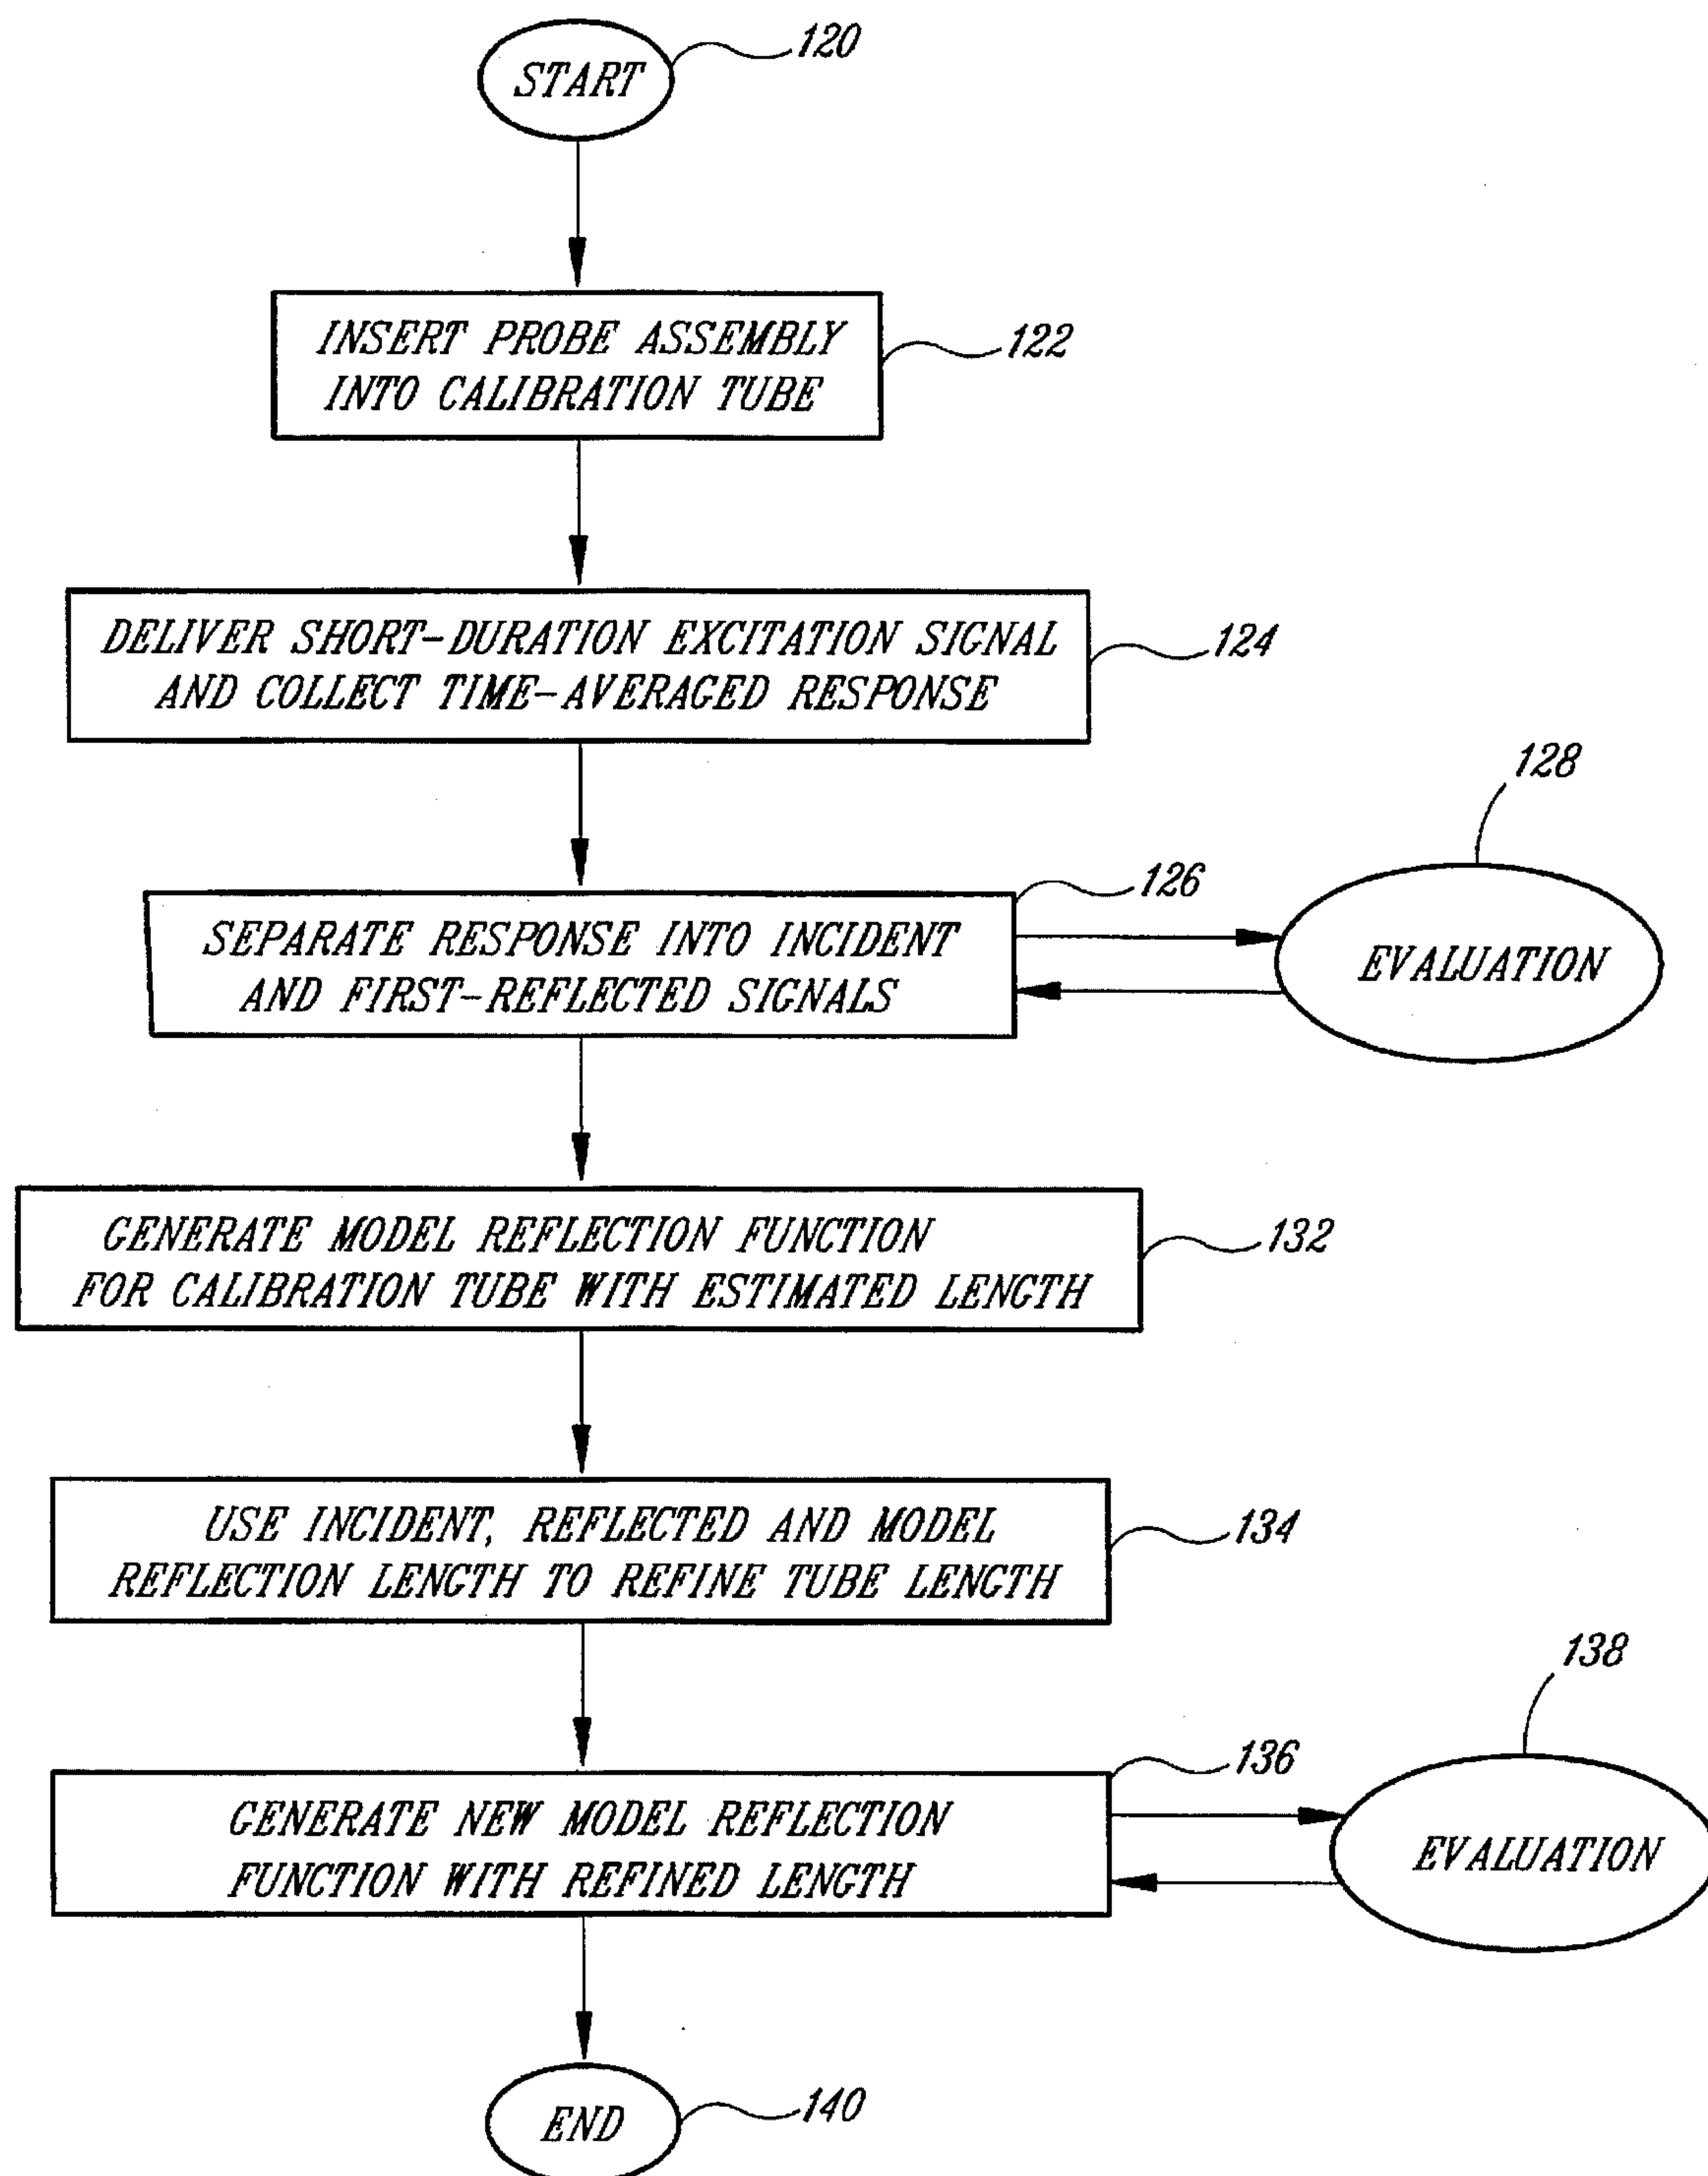 START
120
INSERT PROBE ASSEMBLY
INTO CALIBRATION TUBE
122
DELIVER SHORT-DURATION EXCITATION SIGNAL
AND COLLECT TIME-AVERAGED RESPONSE
124
128
126
SEPARATE RESPONSE INTO INCIDENT
AND FIRST-REFLECTED SIGNALS
EVALUATION
GENERATE MODEL REFLECTION FUNCTION
FOR CALIBRATION TUBE WITH ESTIMATED LENGTH
132
USE INCIDENT, REFLECTED AND MODEL
REFLECTION LENGTH TO REFINE TUBE LENGTH
134
138
136
GENERATE NEW MODEL REFLECTION
FUNCTION WITH REFINED LENGTH
EVALUATION
END
140